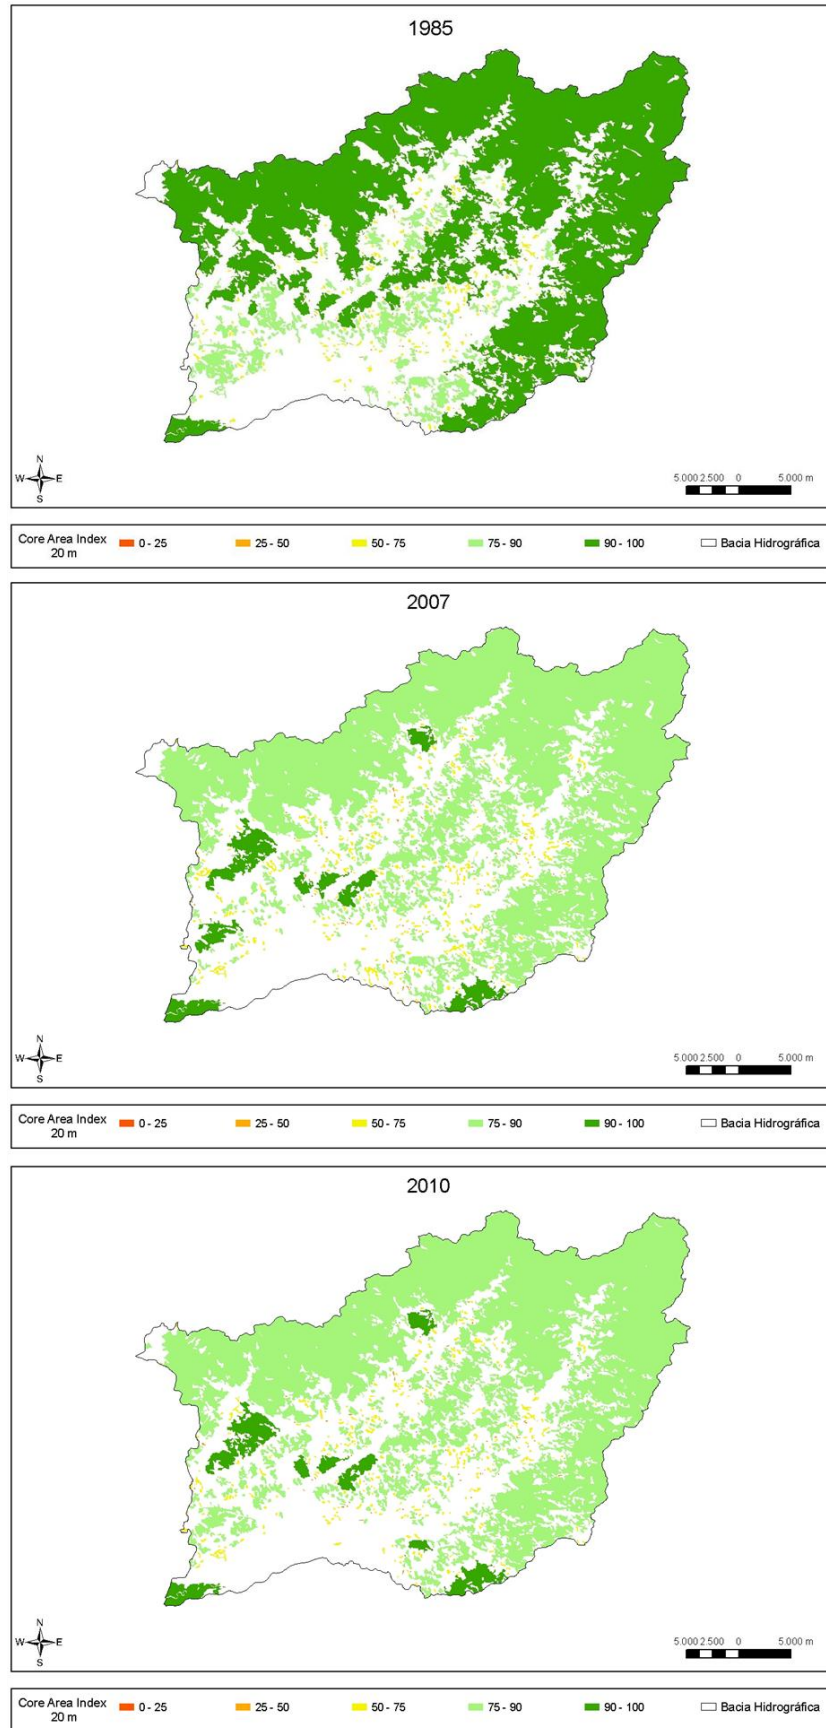 1985
N
W E
S
5.000 2.500 0 5.000 m
Core Area Index
20 m
0 - 25 25 - 50 50 - 75 75 - 90 90 - 100 Bacia Hidrográfica
2007
N
W E
S
5.000 2.500 0 5.000 m
Core Area Index
20 m
0 - 25 25 - 50 50 - 75 75 - 90 90 - 100 Bacia Hidrográfica
2010
N
W E
S
5.000 2.500 0 5.000 m
Core Area Index
20 m
0 - 25 25 - 50 50 - 75 75 - 90 90 - 100 Bacia Hidrográfica